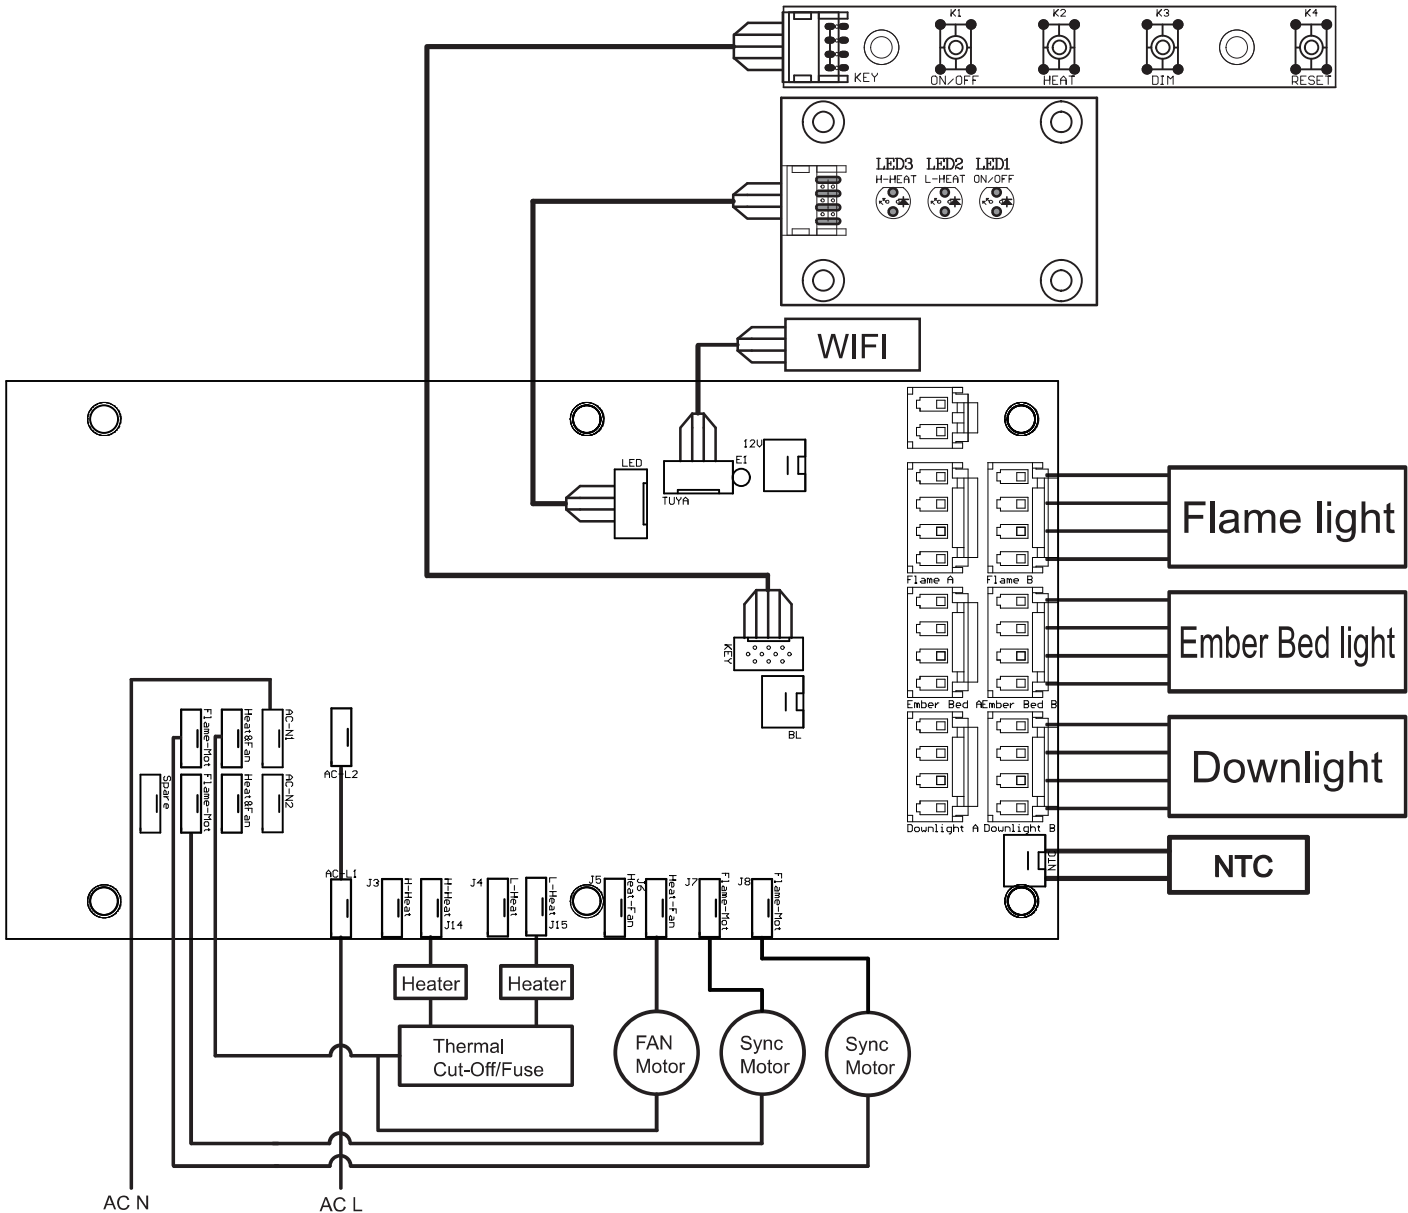 K1
K2
K3
K4
KEY
ON/OFF
HEAT
DIM
RESET
LED3
LED2
LED1
H-HEAT
L-HEAT
ON/OFF
WIFI
12V
LED
E1
TUYA
Flame light
Flame A
Flame B
KEY
Ember Bed light
Ember Bed A
Ember Bed B
BL
Flame-Mot
Heat&Fan
AC-N1
AC-L2
Downlight
Spare
Flame-Mot
Heat&Fan
AC-N2
Downlight A
Downlight B
NTC
AC-L1
J3
H-Heat
H-Heat
J14
J4
L-Heat
L-Heat
J15
J5
Heat-Fan
J6
Heat-Fan
J7
Flame-Mot
J8
Flame-Mot
Heater
Heater
Thermal
Cut-Off/Fuse
FAN
Motor
Sync
Motor
Sync
Motor
AC N
AC L